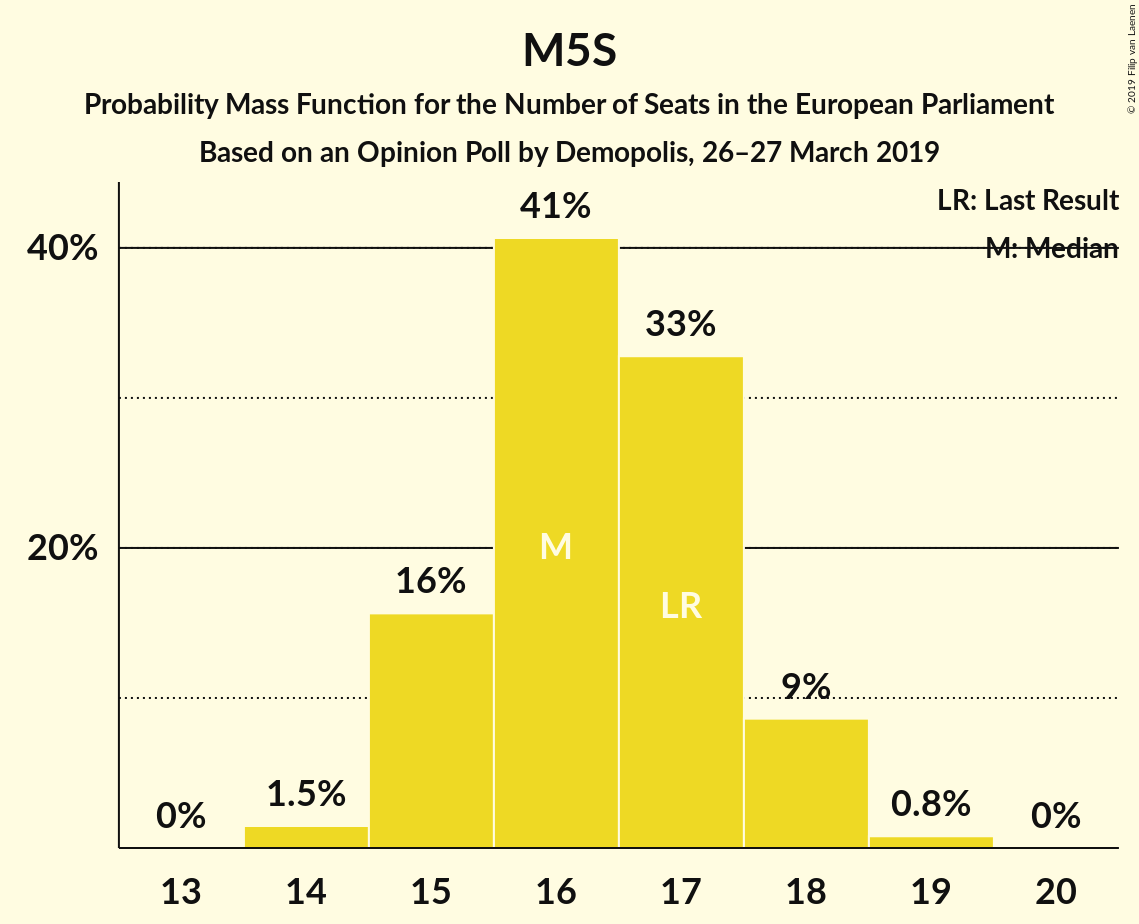 M5S
Probability Mass Function for the Number of Seats in the European Parliament
Based on an Opinion Poll by Demopolis, 26–27 March 2019
© 2019 Filip van Laenen
LR: Last Result
M: Median
40%
20%
0%
1.5%
16%
41%
33%
9%
0.8%
0%
M
LR
13 14 15 16 17 18 19 20